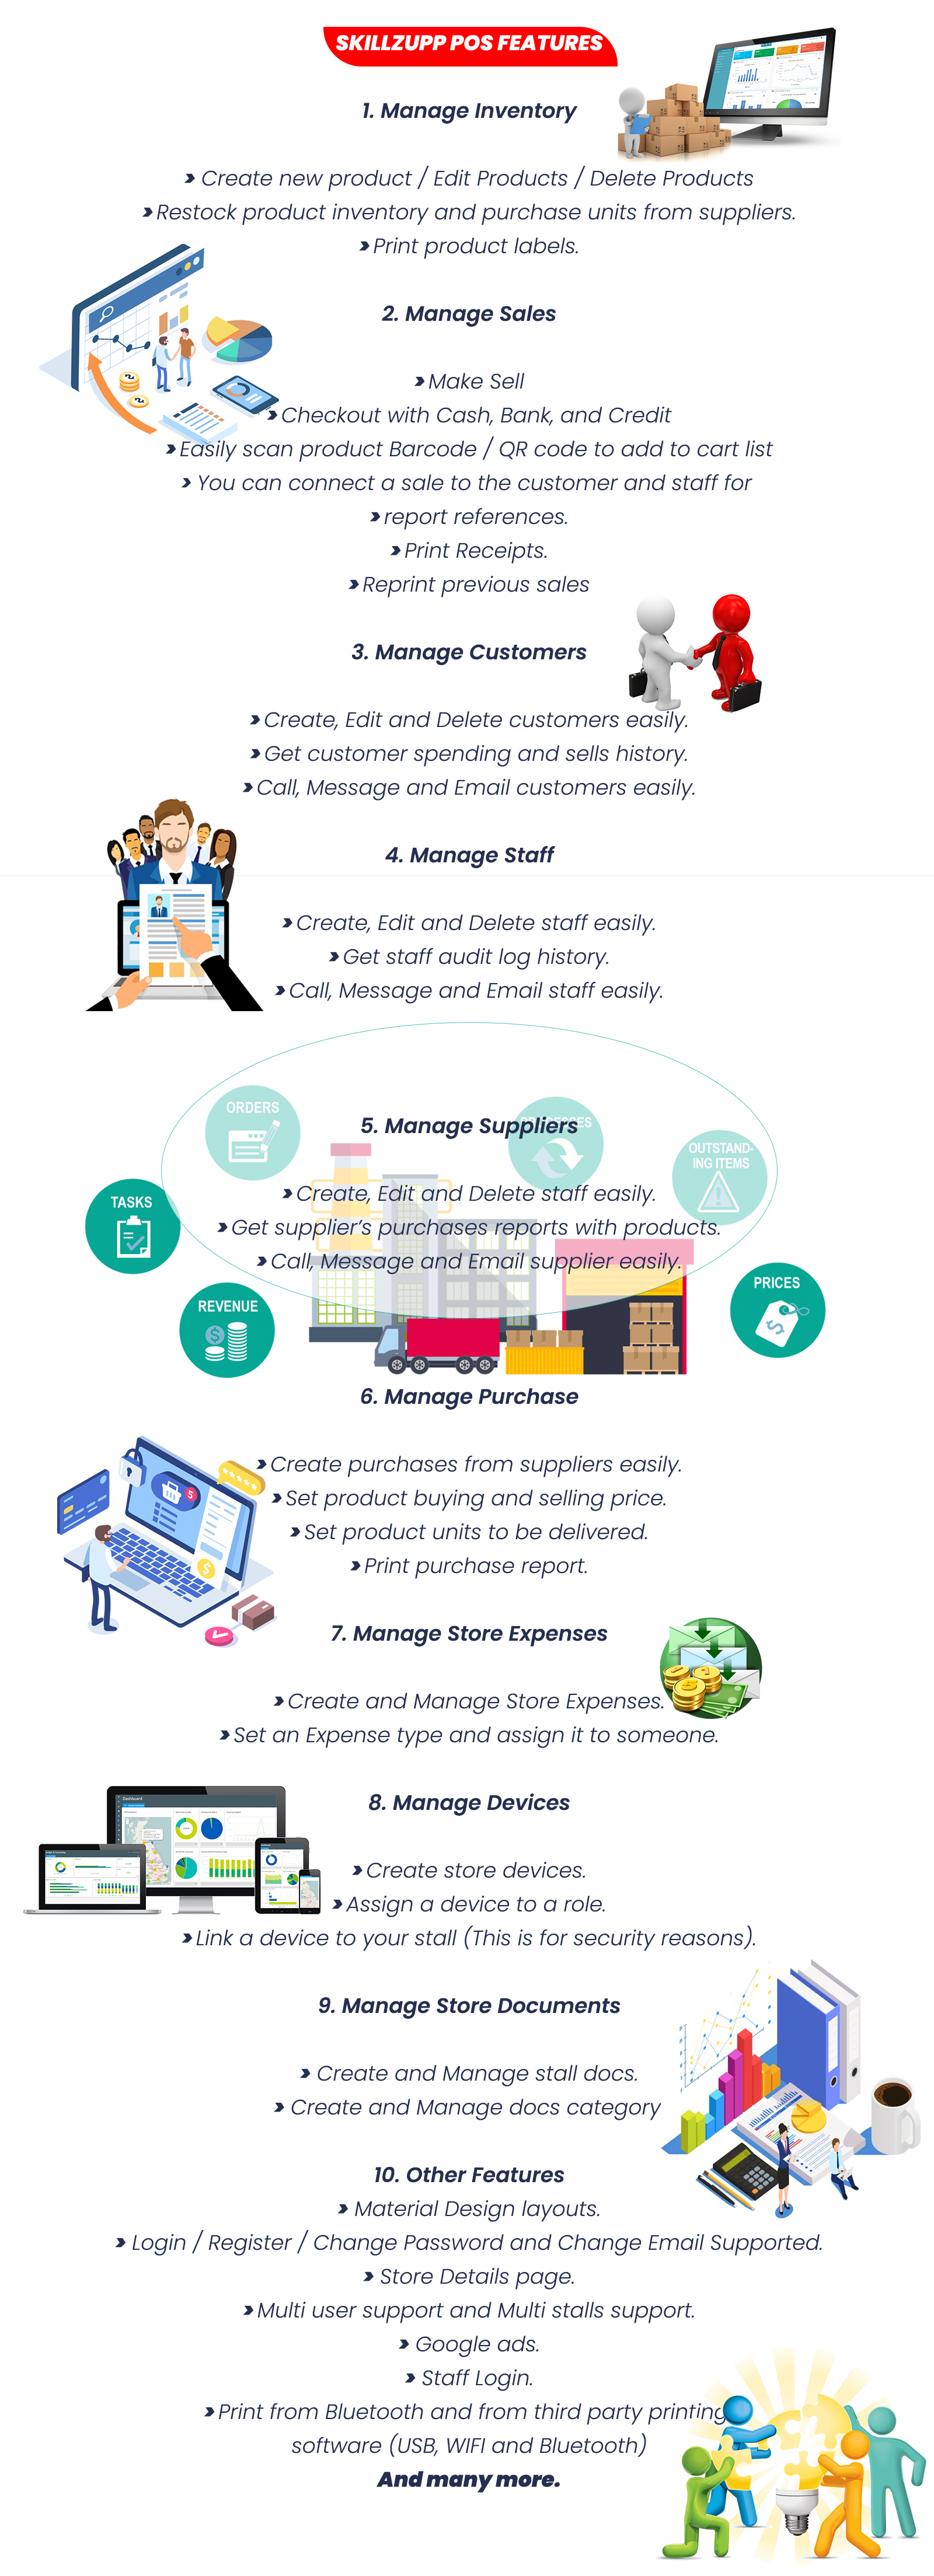 SKILLZUPP POS FEATURES
1. Manage Inventory
Create new product / Edit Products / Delete Products
Restock product inventory and purchase units from suppliers.
Print product labels.
2. Manage Sales
Make Sell
Checkout with Cash, Bank, and Credit
Easily scan product Barcode / QR code to add to cart list
You can connect a sale to the customer and staff for
report references.
Print Receipts.
Reprint previous sales
3. Manage Customers
Create, Edit and Delete customers easily.
Get customer spending and sells history.
Call, Message and Email customers easily.
4. Manage Staff
Create, Edit and Delete staff easily.
Get staff audit log history.
Call, Message and Email staff easily.
ORDERS
5. Manage Suppliers
OUTSTAND-
ING ITEMS
TASKS
Create, Edit and Delete staff easily.
Get supplier's purchases reports with products.
Call, Message and Email supplier easily.
REVENUE
PRICES
6. Manage Purchase
Create purchases from suppliers easily.
Set product buying and selling price.
Set product units to be delivered.
Print purchase report.
7. Manage Store Expenses
Create and Manage Store Expenses.
Set an Expense type and assign it to someone.
8. Manage Devices
Dashboard
Create store devices.
Assign a device to a role.
Link a device to your stall (This is for security reasons).
9. Manage Store Documents
Create and Manage stall docs.
Create and Manage docs category
10. Other Features
Material Design layouts.
Login / Register / Change Password and Change Email Supported.
Store Details page.
Multi user support and Multi stalls support.
Google ads.
Staff Login.
Print from Bluetooth and from third party printing
software (USB, WIFI and Bluetooth)
And many more.